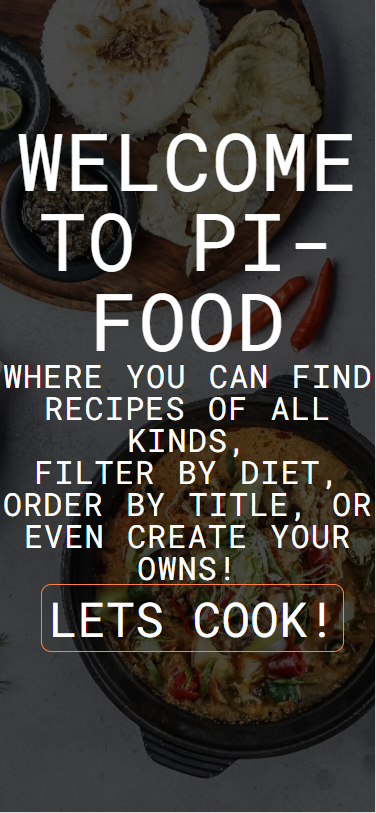 WELCOME
TO PI-
FOOD
WHERE YOU CAN FIND
RECIPES OF ALL
KINDS,
FILTER BY DIET,
ORDER BY TITLE, OR
EVEN CREATE YOUR
OWNS!
LETS COOK!